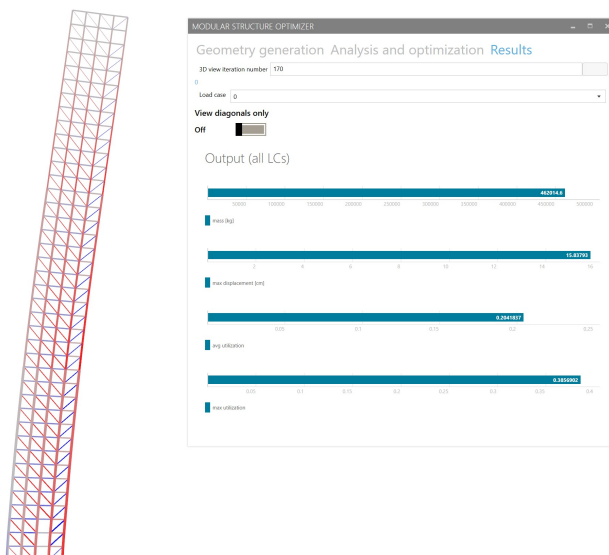 MODULAR STRUCTURE OPTIMIZER
Geometry generation Analysis and optimization Results
3D view iteration number 170
0
Load case 0
View diagonals only
Off
Output (all LCs)
462014.6
50000 100000 150000 200000 250000 300000 350000 400000 450000 500000
mass [kg]
15.83793
2 4 6 8 10 12 14 16
max displacement [cm]
0.2041837
0.05 0.1 0.15 0.2 0.25
avg utilization
0.3856902
0.05 0.1 0.15 0.2 0.25 0.3 0.35 0.4
max utilization